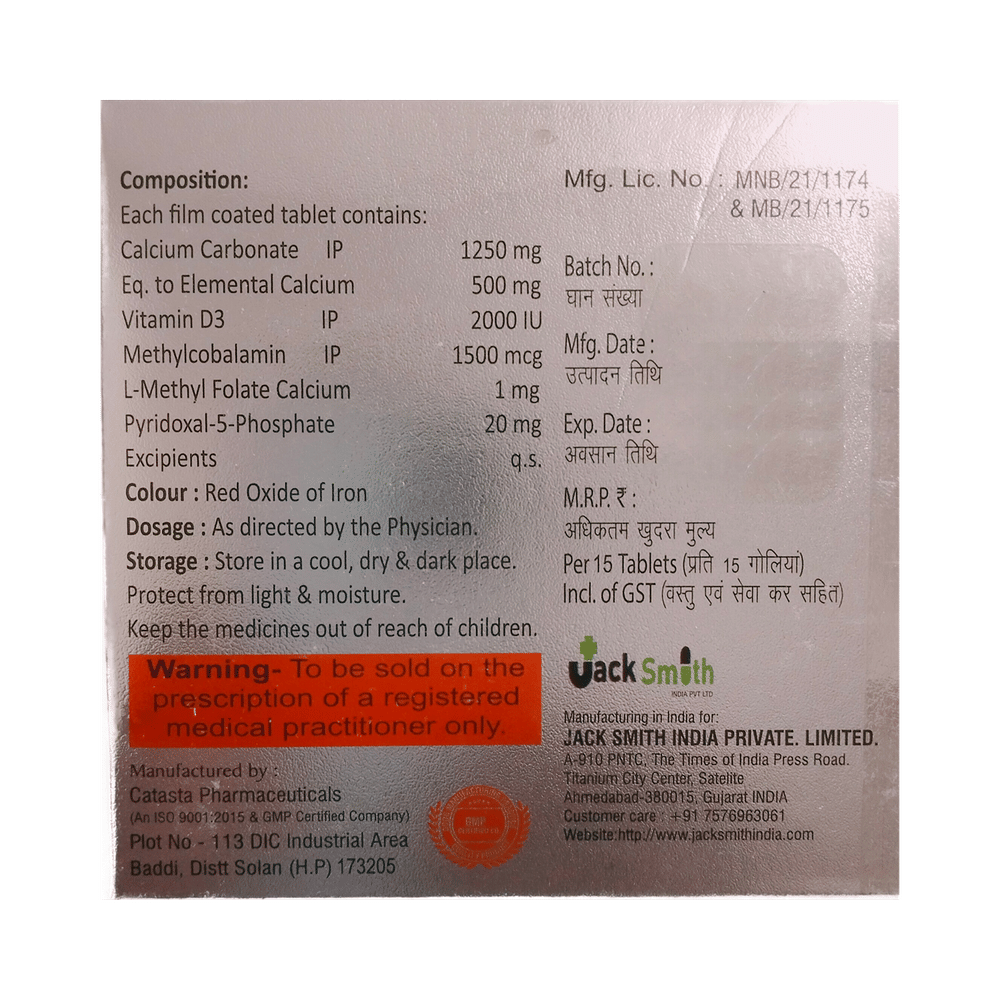 Composition:
Each film coated tablet contains:
Calcium Carbonate IP 1250 mg
Eq. to Elemental Calcium 500 mg
Vitamin D3 IP 2000 IU
Methylcobalamin IP 1500 mcg
L-Methyl Folate Calcium 1 mg
Pyridoxal-5-Phosphate 20 mg
Excipients q.s.
Colour : Red Oxide of Iron
Dosage : As directed by the Physician.
Storage : Store in a cool, dry & dark place.
Protect from light & moisture.
Keep the medicines out of reach of children.
Warning- To be sold on the
prescription of a registered
medical practitioner only.
Manufactured by :
Catasta Pharmaceuticals
(An ISO 9001:2015 & GMP Certified Company)
Plot No - 113 DIC Industrial Area
Baddi, Distt Solan (H.P) 173205
GMP
Mfg. Lic. No. : MNB/21/1174
& MB/21/1175
Batch No. :
घान संख्या
Mfg. Date :
उत्पादन तिथि
Exp. Date :
अवसान तिथि
M.R.P. ₹ :
अधिकतम खुदरा मुल्य
Per 15 Tablets (प्रति 15 गोलियां)
Incl. of GST (वस्तु एवं सेवा कर सहित)
Jack Smith
INDIA PVT LTD
Manufacturing in India for:
JACK SMITH INDIA PRIVATE. LIMITED.
A-910 PNTC, The Times of India Press Road.
Titanium City Center, Satelite
Ahmedabad-380015, Gujarat INDIA
Customer care : +91 7576963061
Website:http://www.jacksmithindia.com